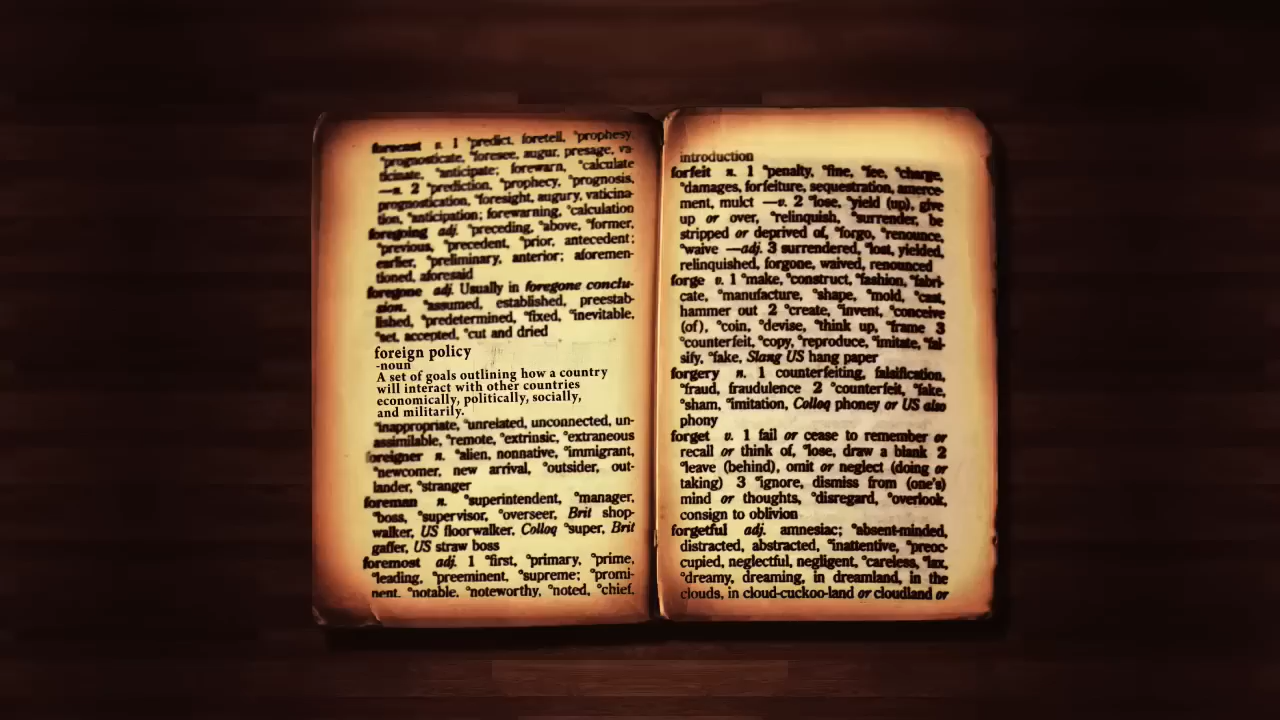 forecast v. 1 °predict, foretell, °prophesy,
°prognosticate, °foresee, augur, presage, va-
ticinate, °anticipate; forewarn, °calculate
—n. 2 °prediction, °prophecy, °prognosis,
prognostication, °foresight, augury, vaticina-
tion, °anticipation; forewarning, °calculation
foregoing adj. °preceding, °above, °former,
°previous, °precedent, °prior, antecedent;
earlier, °preliminary, anterior; aforemen-
tioned, aforesaid
foregone adj. Usually in foregone conclu-
sion. °assumed, established, preestab-
lished, °predetermined, °fixed, °inevitable,
°set, accepted, °cut and dried
foreign policy
-noun
A set of goals outlining how a country
will interact with other countries
economically, politically, socially,
and militarily.
°inappropriate, °unrelated, unconnected, un-
assimilable, °remote, °extrinsic, °extraneous
foreigner n. °alien, nonnative, °immigrant,
°newcomer, new arrival, °outsider, out-
lander, °stranger
foreman n. °superintendent, °manager,
°boss, °supervisor, °overseer, Brit shop-
walker, US floorwalker, Colloq °super, Brit
gaffer, US straw boss
foremost adj. 1 °first, °primary, °prime,
°leading, °preeminent, °supreme; °promi-
nent, °notable, °noteworthy, °noted, °chief,
introduction
forfeit n. 1 °penalty, °fine, °fee, °charge,
°damages, forfeiture, sequestration, amerce-
ment, mulct —v. 2 °lose, °yield (up), give
up or over, °relinquish, °surrender, be
stripped or deprived of, °forgo, °renounce,
°waive —adj. 3 surrendered, °lost, yielded,
relinquished, forgone, waived, renounced
forge v. 1 °make, °construct, °fashion, °fabri-
cate, °manufacture, °shape, °mold, °cast,
hammer out 2 °create, °invent, °conceive
(of), °coin, °devise, °think up, °frame 3
°counterfeit, °copy, °reproduce, °imitate, °fal-
sify, °fake, Slang US hang paper
forgery n. 1 counterfeiting, falsification,
°fraud, fraudulence 2 °counterfeit, °fake,
°sham, °imitation, Colloq phoney or US also
phony
forget v. 1 fail or cease to remember or
recall or think of, °lose, draw a blank 2
°leave (behind), omit or neglect (doing or
taking) 3 °ignore, dismiss from (one's)
mind or thoughts, °disregard, °overlook,
consign to oblivion
forgetful adj. amnesiac; °absent-minded,
distracted, abstracted, °inattentive, °preoc-
cupied, neglectful, negligent, °careless, °lax,
°dreamy, dreaming, in dreamland, in the
clouds, in cloud-cuckoo-land or cloudland or